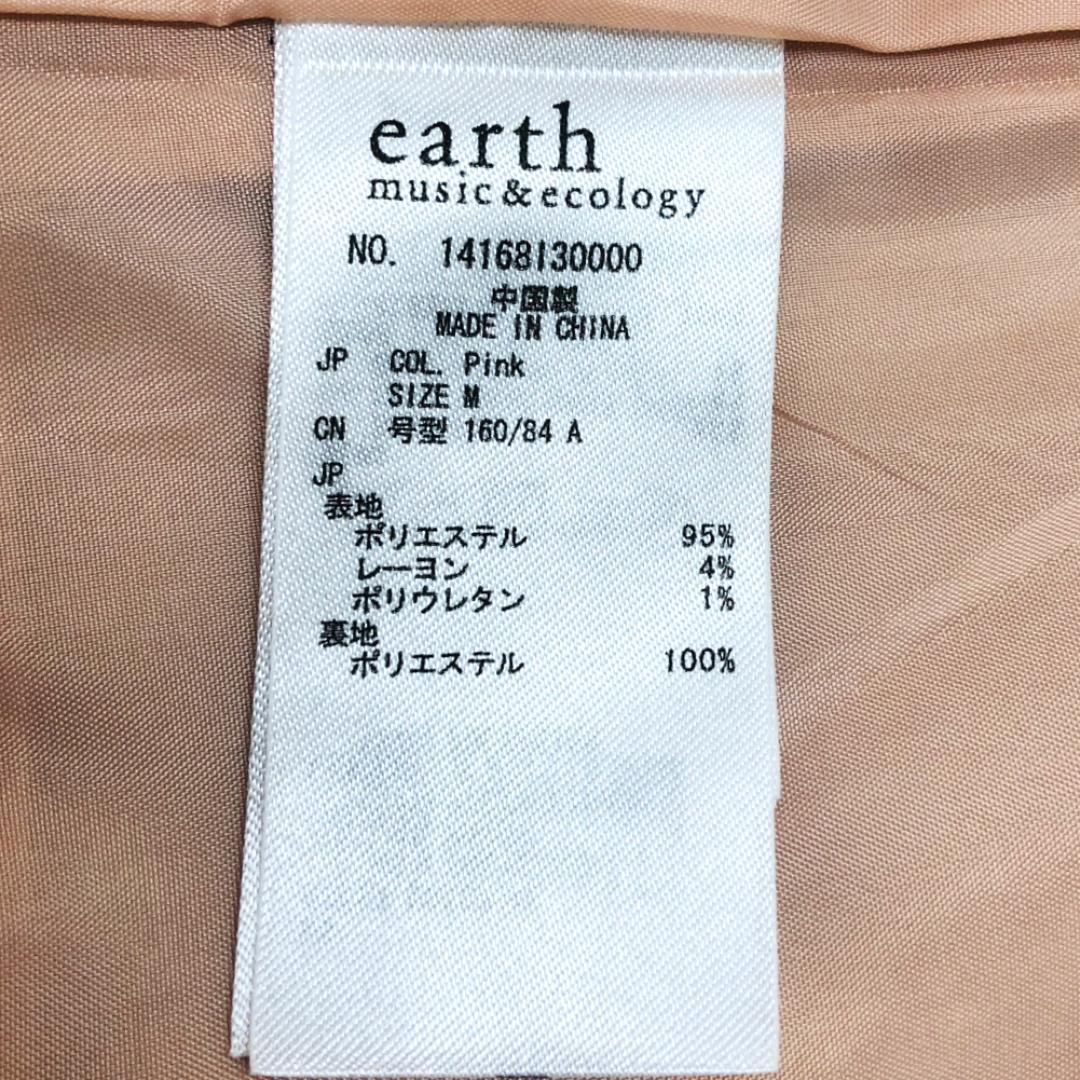 earth
music&ecology
NO. 14168I30000
中国製
MADE IN CHINA
JP COL. Pink
SIZE M
CN 号型 160/84 A
JP
表地
ポリエステル 95%
レーヨン 4%
ポリウレタン 1%
裏地
ポリエステル 100%